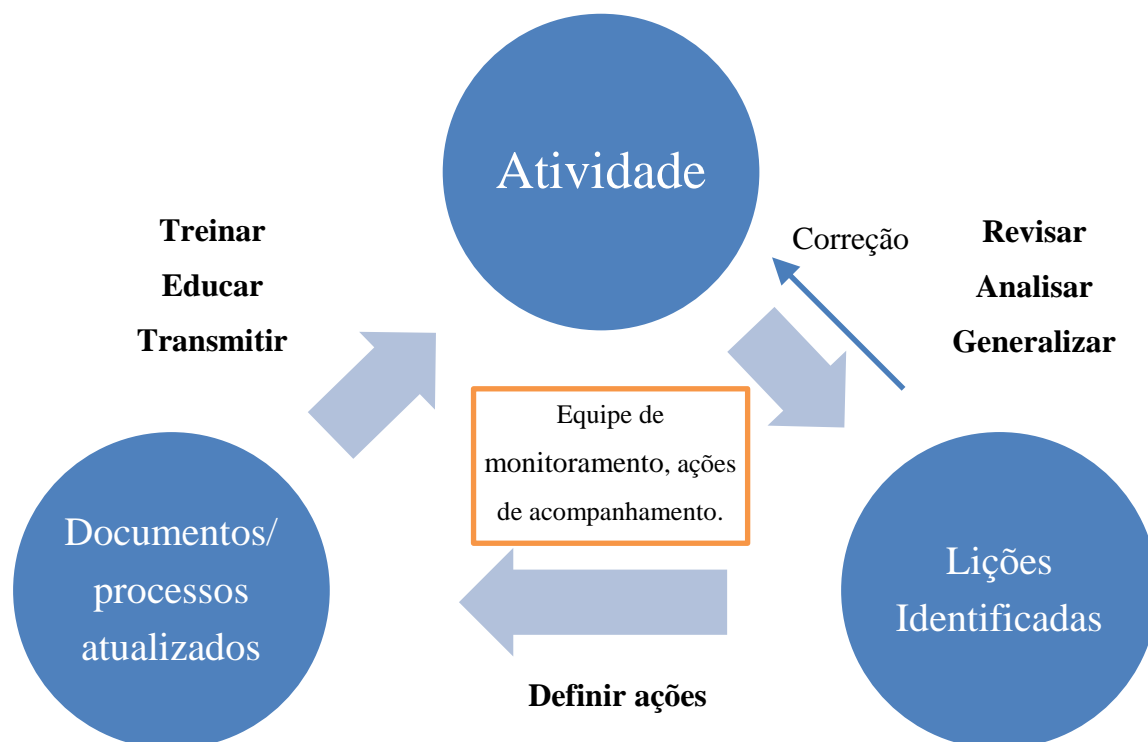 Atividade
Treinar
Educar
Transmitir
Correção
Revisar
Analisar
Generalizar
Equipe de
monitoramento, ações
de acompanhamento.
Documentos/
processos
atualizados
Lições
Identificadas
Definir ações